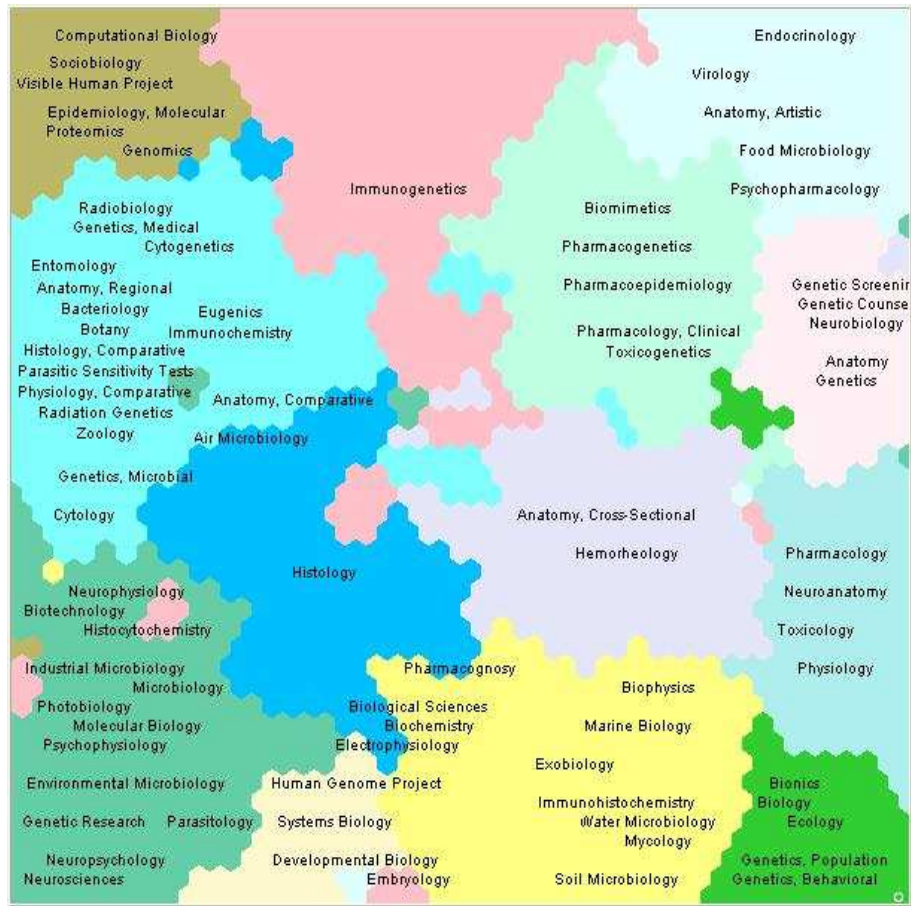 Computational Biology
Endocrinology
Sociobiology
Virology
Visible Human Project
Epidemiology, Molecular
Anatomy, Artistic
Proteomics
Genomics
Food Microbiology
Immunogenetics
Psychopharmacology
Radiobiology
Biomimetics
Genetics, Medical
Cytogenetics
Pharmacogenetics
Entomology
Anatomy, Regional
Pharmacoepidemiology
Genetic Screenin
Bacteriology
Eugenics
Genetic Counse
Botany
Immunochemistry
Pharmacology, Clinical
Neurobiology
Histology, Comparative
Toxicogenetics
Parasitic Sensitivity Tests
Anatomy
Physiology, Comparative
Anatomy, Comparative
Genetics
Radiation Genetics
Zoology
Air Microbiology
Genetics, Microbial
Cytology
Anatomy, Cross-Sectional
Hemorheology
Pharmacology
Histology
Neurophysiology
Neuroanatomy
Biotechnology
Histocytochemistry
Toxicology
Industrial Microbiology
Pharmacognosy
Physiology
Microbiology
Biophysics
Photobiology
Biological Sciences
Molecular Biology
Biochemistry
Marine Biology
Psychophysiology
Electrophysiology
Exobiology
Environmental Microbiology
Human Genome Project
Bionics
Immunohistochemistry
Biology
Genetic Research
Parasitology
Systems Biology
Water Microbiology
Ecology
Mycology
Neuropsychology
Developmental Biology
Genetics, Population
Neurosciences
Embryology
Soil Microbiology
Genetics, Behavioral